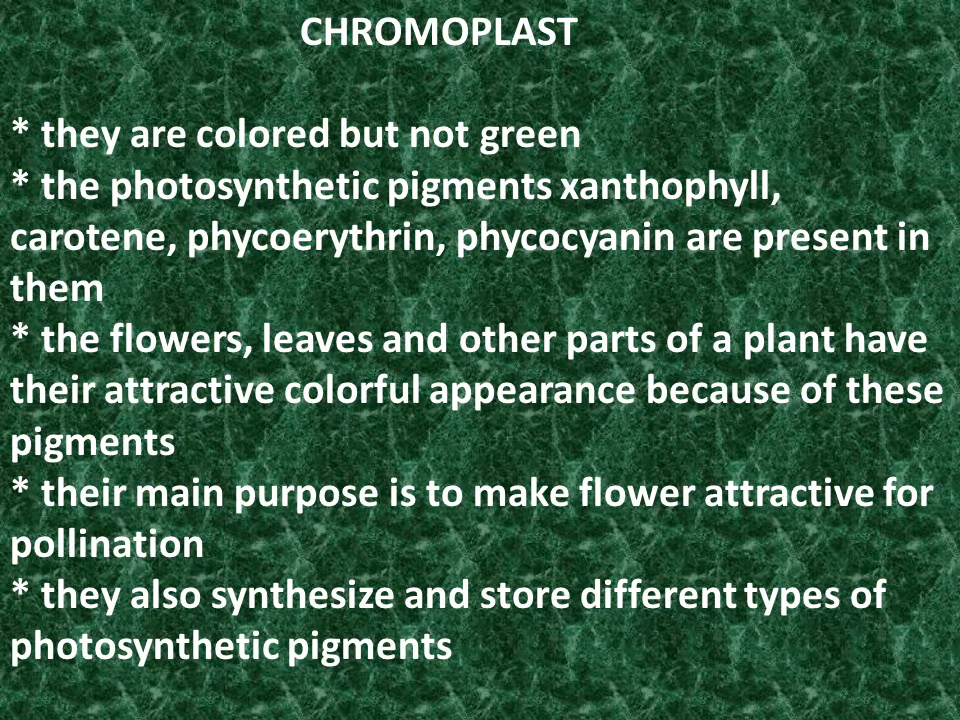 CHROMOPLAST
* they are colored but not green
* the photosynthetic pigments xanthophyll,
carotene, phycoerythrin, phycocyanin are present in
them
* the flowers, leaves and other parts of a plant have
their attractive colorful appearance because of these
pigments
* their main purpose is to make flower attractive for
pollination
* they also synthesize and store different types of
photosynthetic pigments